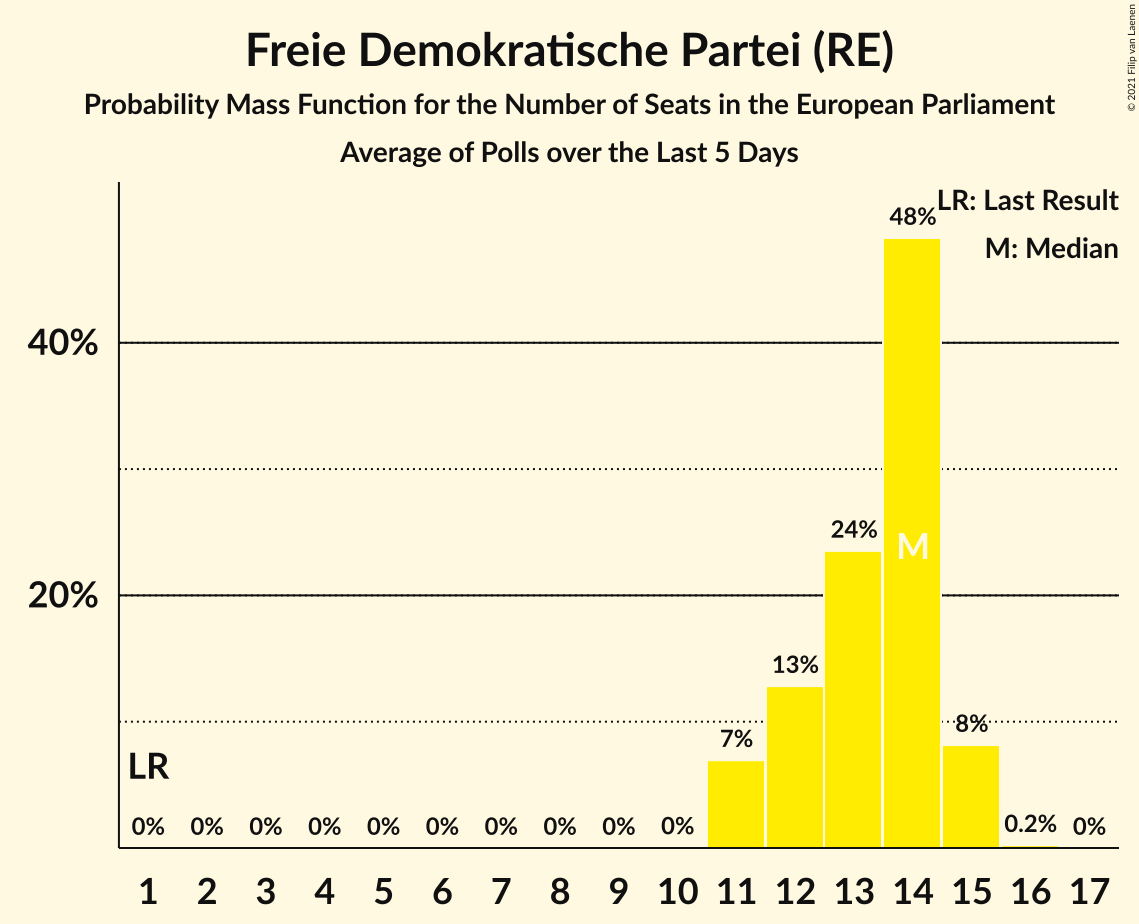 Freie Demokratische Partei (RE)
Probability Mass Function for the Number of Seats in the European Parliament
Average of Polls over the Last 5 Days
© 2021 Filip van Laenen
LR: Last Result
M: Median
48%
40%
24%
M
20%
13%
8%
7%
LR
0% 0% 0% 0% 0% 0% 0% 0% 0% 0% 0.2% 0%
1 2 3 4 5 6 7 8 9 10 11 12 13 14 15 16 17